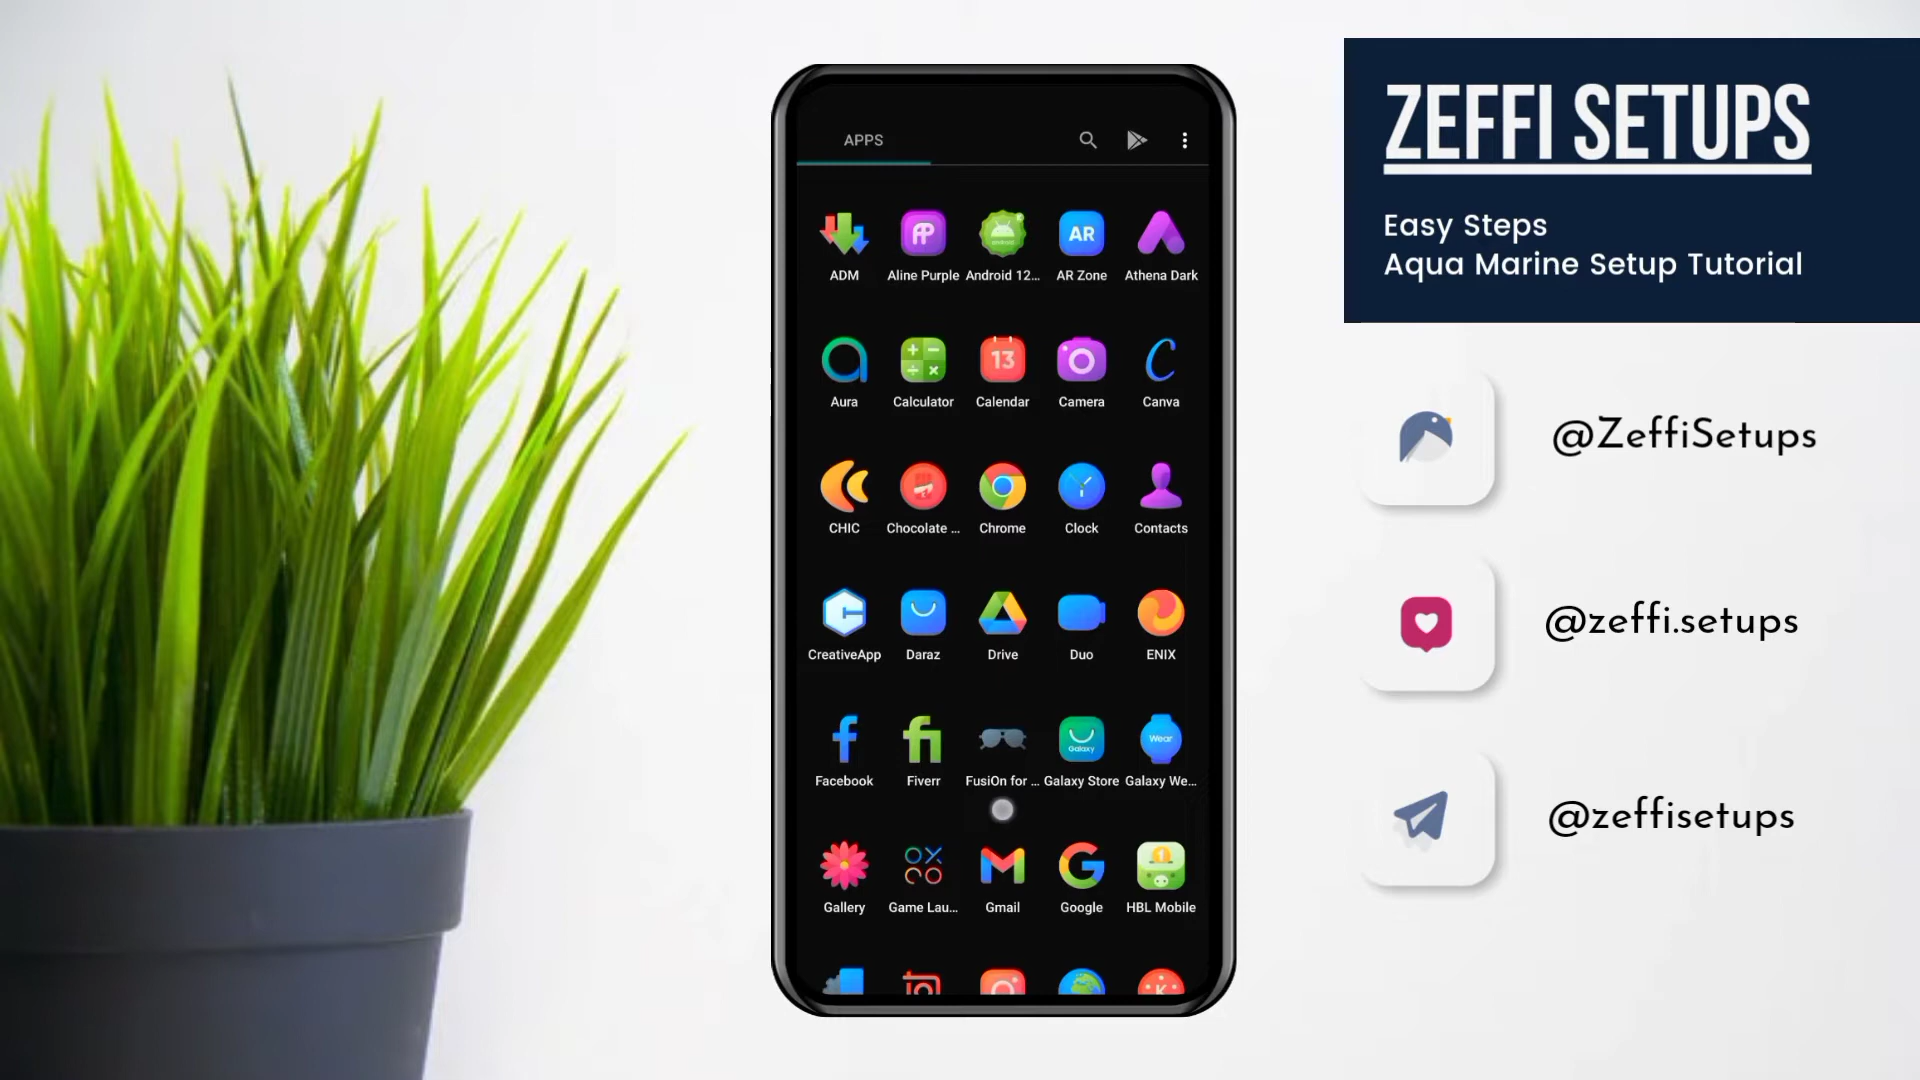 APPS
ADM Aline Purple Android 12... AR Zone Athena Dark
AR
13
Aura Calculator Calendar Camera Canva
CHIC Chocolate ... Chrome Clock Contacts
CreativeApp Daraz Drive Duo ENIX
Galaxy Wear
Facebook Fiverr FusiOn for ... Galaxy Store Galaxy We...
Gallery Game Lau... Gmail Google HBL Mobile
ZEFFI SETUPS
Easy Steps
Aqua Marine Setup Tutorial
@ZeffiSetups
@zeffi.setups
@zeffisetups